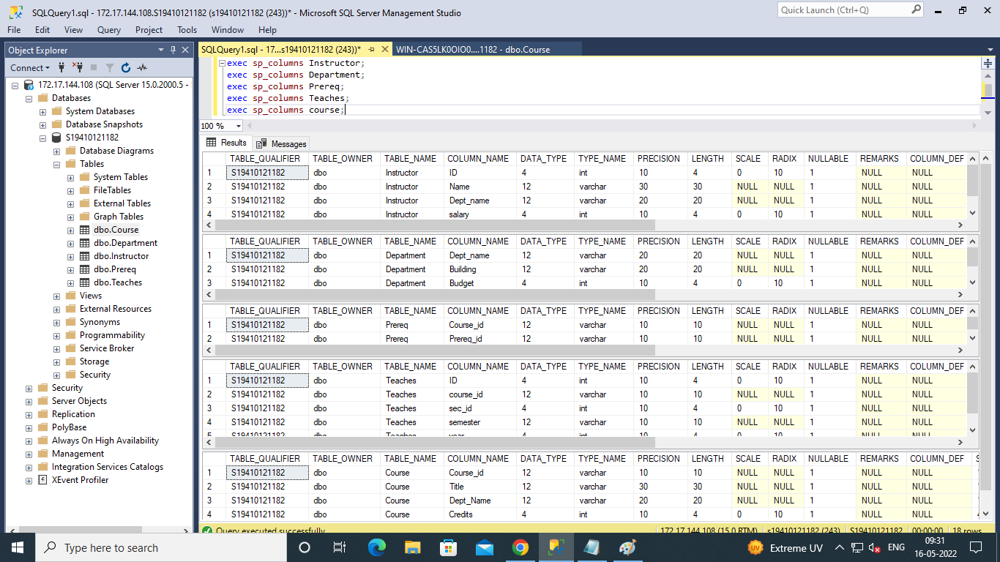 SQLQuery1.sql - 172.17.144.108.S19410121182 (s19410121182 (243))* - Microsoft SQL Server Management Studio
Quick Launch (Ctrl+Q)
File Edit View Query Project Tools Window Help
Object Explorer
Connect
172.17.144.108 (SQL Server 15.0.2000.5 -
Databases
System Databases
Database Snapshots
S19410121182
Database Diagrams
Tables
System Tables
FileTables
External Tables
Graph Tables
dbo.Course
dbo.Department
dbo.Instructor
dbo.Prereq
dbo.Teaches
Views
External Resources
Synonyms
Programmability
Service Broker
Storage
Security
Security
Server Objects
Replication
PolyBase
Always On High Availability
Management
Integration Services Catalogs
XEvent Profiler
SQLQuery1.sql - 17...s19410121182 (243))* WIN-CAS5LK0OIO0....1182 - dbo.Course
exec sp_columns Instructor;
exec sp_columns Department;
exec sp_columns Prereq;
exec sp_columns Teaches;
exec sp_columns course;
100 %
Results Messages
TABLE_QUALIFIER TABLE_OWNER TABLE_NAME COLUMN_NAME DATA_TYPE TYPE_NAME PRECISION LENGTH SCALE RADIX NULLABLE REMARKS COLUMN_DEF
1 S19410121182 dbo Instructor ID 4 int 10 4 0 10 1 NULL NULL
2 S19410121182 dbo Instructor Name 12 varchar 30 30 NULL NULL 1 NULL NULL
3 S19410121182 dbo Instructor Dept_name 12 varchar 20 20 NULL NULL 1 NULL NULL
4 S19410121182 dbo Instructor salary 4 int 10 4 0 10 1 NULL NULL
TABLE_QUALIFIER TABLE_OWNER TABLE_NAME COLUMN_NAME DATA_TYPE TYPE_NAME PRECISION LENGTH SCALE RADIX NULLABLE REMARKS COLUMN_DEF
1 S19410121182 dbo Department Dept_name 12 varchar 20 20 NULL NULL 1 NULL NULL
2 S19410121182 dbo Department Building 12 varchar 20 20 NULL NULL 1 NULL NULL
3 S19410121182 dbo Department Budget 4 int 10 4 0 10 1 NULL NULL
TABLE_QUALIFIER TABLE_OWNER TABLE_NAME COLUMN_NAME DATA_TYPE TYPE_NAME PRECISION LENGTH SCALE RADIX NULLABLE REMARKS COLUMN_DEF
1 S19410121182 dbo Prereq Course_id 12 varchar 10 10 NULL NULL 1 NULL NULL
2 S19410121182 dbo Prereq Prereq_id 12 varchar 10 10 NULL NULL 1 NULL NULL
TABLE_QUALIFIER TABLE_OWNER TABLE_NAME COLUMN_NAME DATA_TYPE TYPE_NAME PRECISION LENGTH SCALE RADIX NULLABLE REMARKS COLUMN_DEF
1 S19410121182 dbo Teaches ID 4 int 10 4 0 10 1 NULL NULL
2 S19410121182 dbo Teaches course_id 12 varchar 10 10 NULL NULL 1 NULL NULL
3 S19410121182 dbo Teaches sec_id 4 int 10 4 0 10 1 NULL NULL
4 S19410121182 dbo Teaches semester 12 varchar 10 10 NULL NULL 1 NULL NULL
5 S19410121182 dbo Teaches year 4 int 10 4 0 10 1 NULL NULL
TABLE_QUALIFIER TABLE_OWNER TABLE_NAME COLUMN_NAME DATA_TYPE TYPE_NAME PRECISION LENGTH SCALE RADIX NULLABLE REMARKS COLUMN_DEF
1 S19410121182 dbo Course Course_id 12 varchar 10 10 NULL NULL 1 NULL NULL
2 S19410121182 dbo Course Title 12 varchar 30 30 NULL NULL 1 NULL NULL
3 S19410121182 dbo Course Dept_Name 12 varchar 20 20 NULL NULL 1 NULL NULL
4 S19410121182 dbo Course Credits 4 int 10 4 0 10 1 NULL NULL
Query executed successfully. 172.17.144.108 (15.0 RTM) s19410121182 (243) S19410121182 00:00:00 18 rows
Type here to search
UV Extreme UV ENG 09:31
16-05-2022